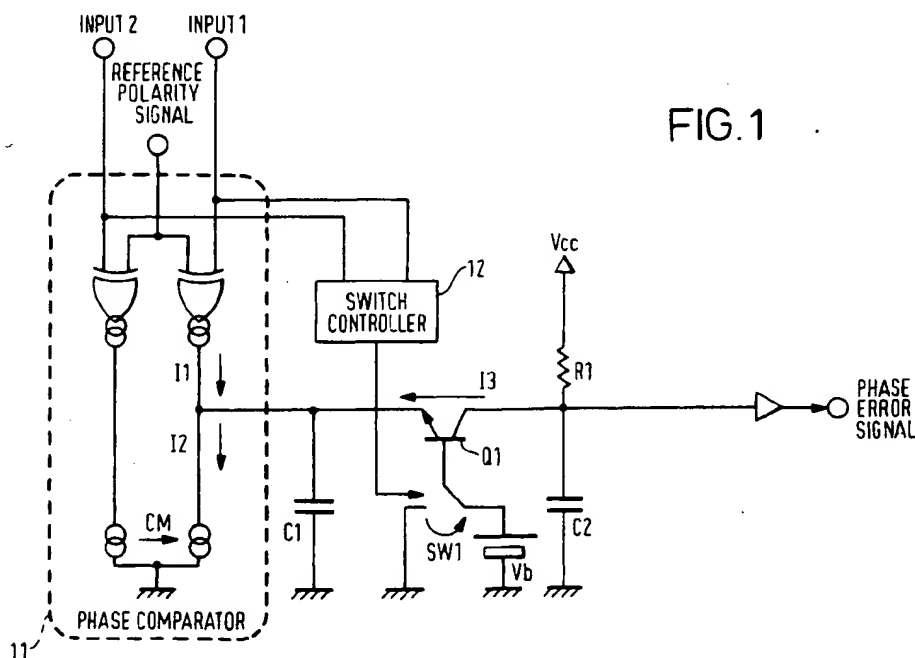 INPUT 2
INPUT 1
REFERENCE
POLARITY
SIGNAL
FIG. 1
Vcc
12
SWITCH
CONTROLLER
R1
I1
I3
PHASE
ERROR
SIGNAL
I2
Q1
C1
C2
CM
SW1
Vb
PHASE COMPARATOR
11